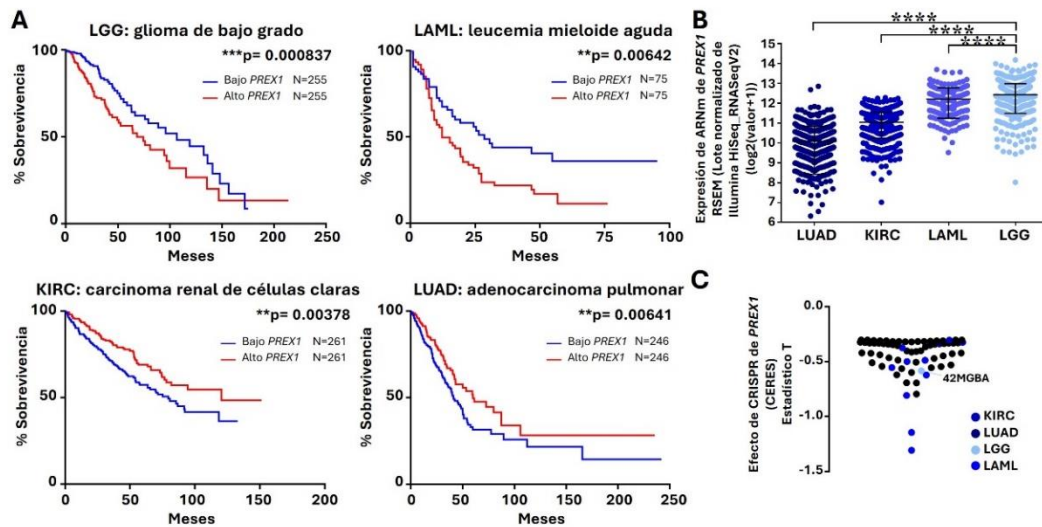 A
LGG: glioma de bajo grado
***p= 0.000837
Bajo PREX1 N=255
Alto PREX1 N=255
% Sobrevivencia
100
50
0
0 50 100 150 200 250
Meses
LAML: leucemia mieloide aguda
**p= 0.00642
Bajo PREX1 N=75
Alto PREX1 N=75
% Sobrevivencia
100
50
0
0 25 50 75 100
Meses
KIRC: carcinoma renal de células claras
**p= 0.00378
Bajo PREX1 N=261
Alto PREX1 N=261
% Sobrevivencia
100
50
0
0 50 100 150 200
Meses
LUAD: adenocarcinoma pulmonar
**p= 0.00641
Bajo PREX1 N=246
Alto PREX1 N=246
% Sobrevivencia
100
50
0
0 50 100 150 200 250
Meses
B
Expresión de ARNm de PREX1
RSEM (Lote normalizado de
Illumina HiSeq_RNASeqV2)
(log2(valor+1))
****
****
****
15
14
13
12
11
10
9
8
7
6
LUAD KIRC LAML LGG
C
Efecto de CRISPR de PREX1
(CERES)
Estadístico T
0.0
-0.5
-1.0
-1.5
42MGBA
KIRC
LUAD
LGG
LAML